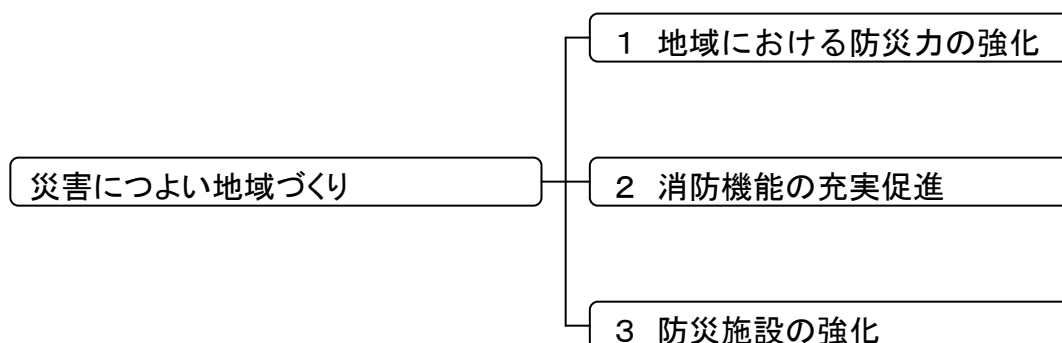 1 地域における防災力の強化
災害につよい地域づくり
2 消防機能の充実促進
3 防災施設の強化